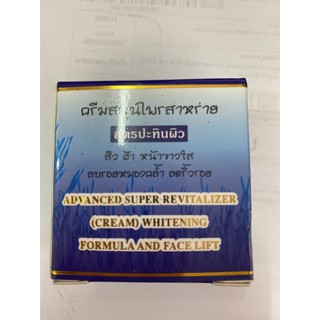 ครีมสมุนไพรสาหร่าย
สูตรปะทินผิว
สิว ฝ้า หน้าขาวใส
ลบรอยหมองคล้ำ ลดริ้วรอย
ADVANCED SUPER REVITALIZER
(CREAM) WHITENING
FORMULA AND FACE LIFT